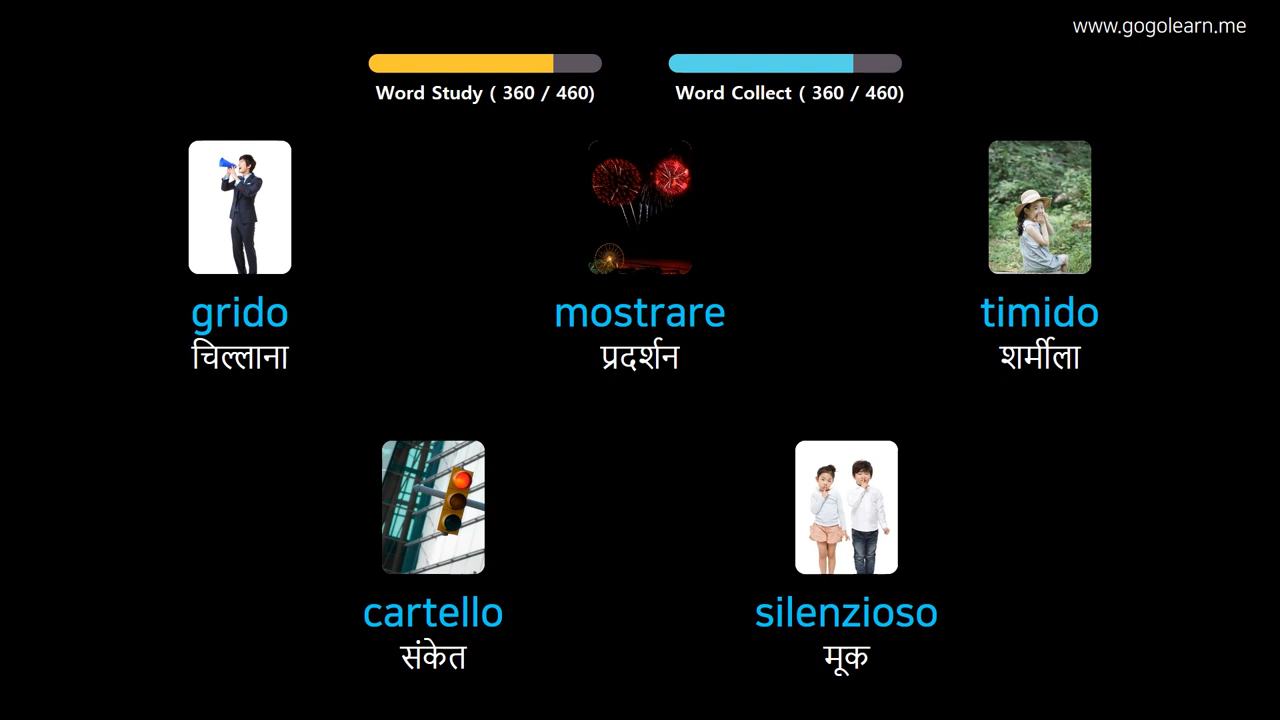 www.gogolearn.me
Word Study ( 360 / 460)
Word Collect ( 360 / 460)
grido
चिल्लाना
mostrare
प्रदर्शन
timido
शर्मीला
cartello
संकेत
silenzioso
मूक